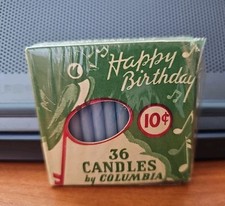 Happy
Birthday
10¢
36
CANDLES
by COLUMBIA